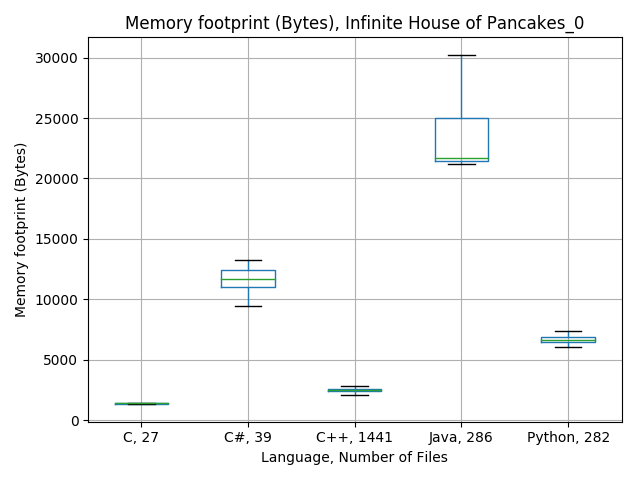 Memory footprint (Bytes), Infinite House of Pancakes_0
30000
25000
20000
15000
10000
5000
0
Memory footprint (Bytes)
C, 27
C#, 39
C++, 1441
Java, 286
Python, 282
Language, Number of Files